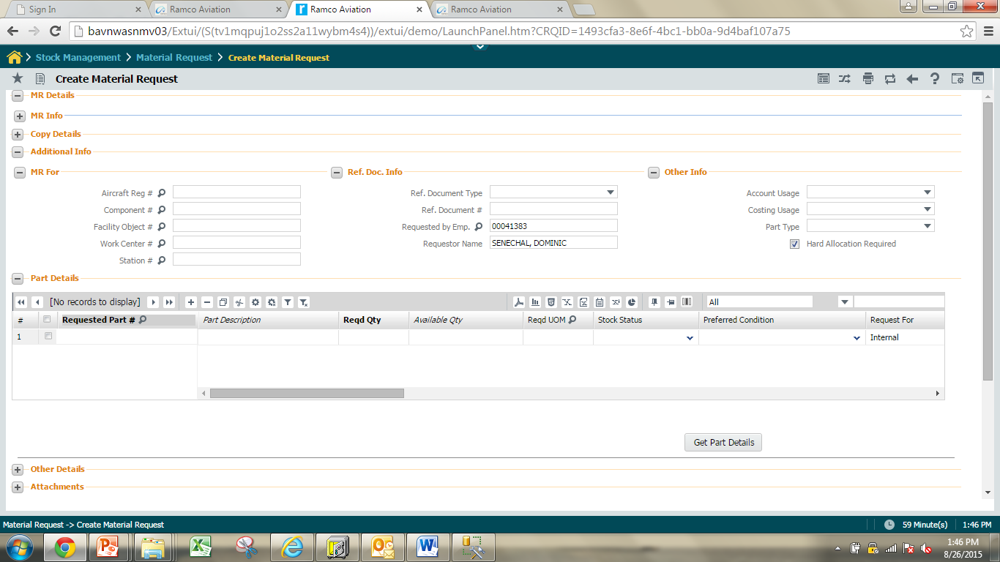 Sign In
Ramco Aviation
Ramco Aviation
Ramco Aviation
bavnwasnmv03/Extui/(S(tv1mqpuj1o2ss2a11wybm4s4))/extui/demo/LaunchPanel.htm?CRQID=1493cfa3-8e6f-4bc1-bb0a-9d4baf107a75
Stock Management > Material Request > Create Material Request
Create Material Request
MR Details
MR Info
Copy Details
Additional Info
MR For
Ref. Doc. Info
Other Info
Aircraft Reg #
Ref. Document Type
Account Usage
Component #
Ref. Document #
Costing Usage
Facility Object #
Requested by Emp. 00041383
Part Type
Work Center #
Requestor Name SENECHAL, DOMINIC
Hard Allocation Required
Station #
Part Details
[No records to display]
All
# Requested Part # Part Description Reqd Qty Available Qty Reqd UOM Stock Status Preferred Condition Request For
1 Internal
Get Part Details
Other Details
Attachments
Material Request -> Create Material Request
59 Minute(s) 1:46 PM
1:46 PM
8/26/2015